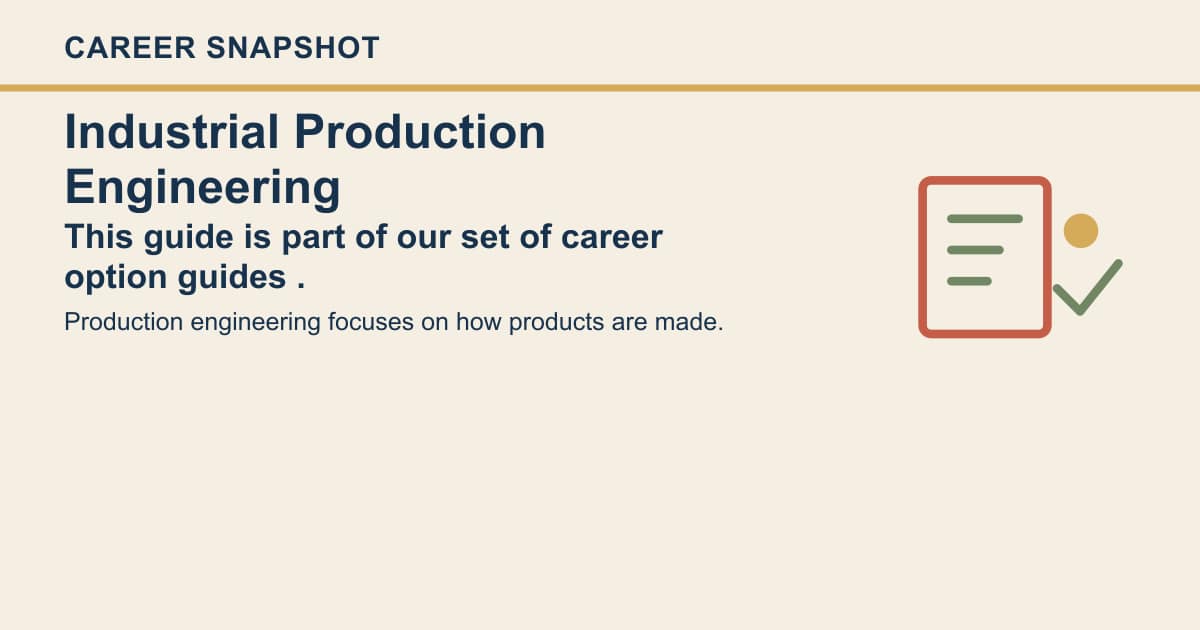 CAREER SNAPSHOT
Industrial Production
Engineering
This guide is part of our set of career
option guides .
Production engineering focuses on how products are made.